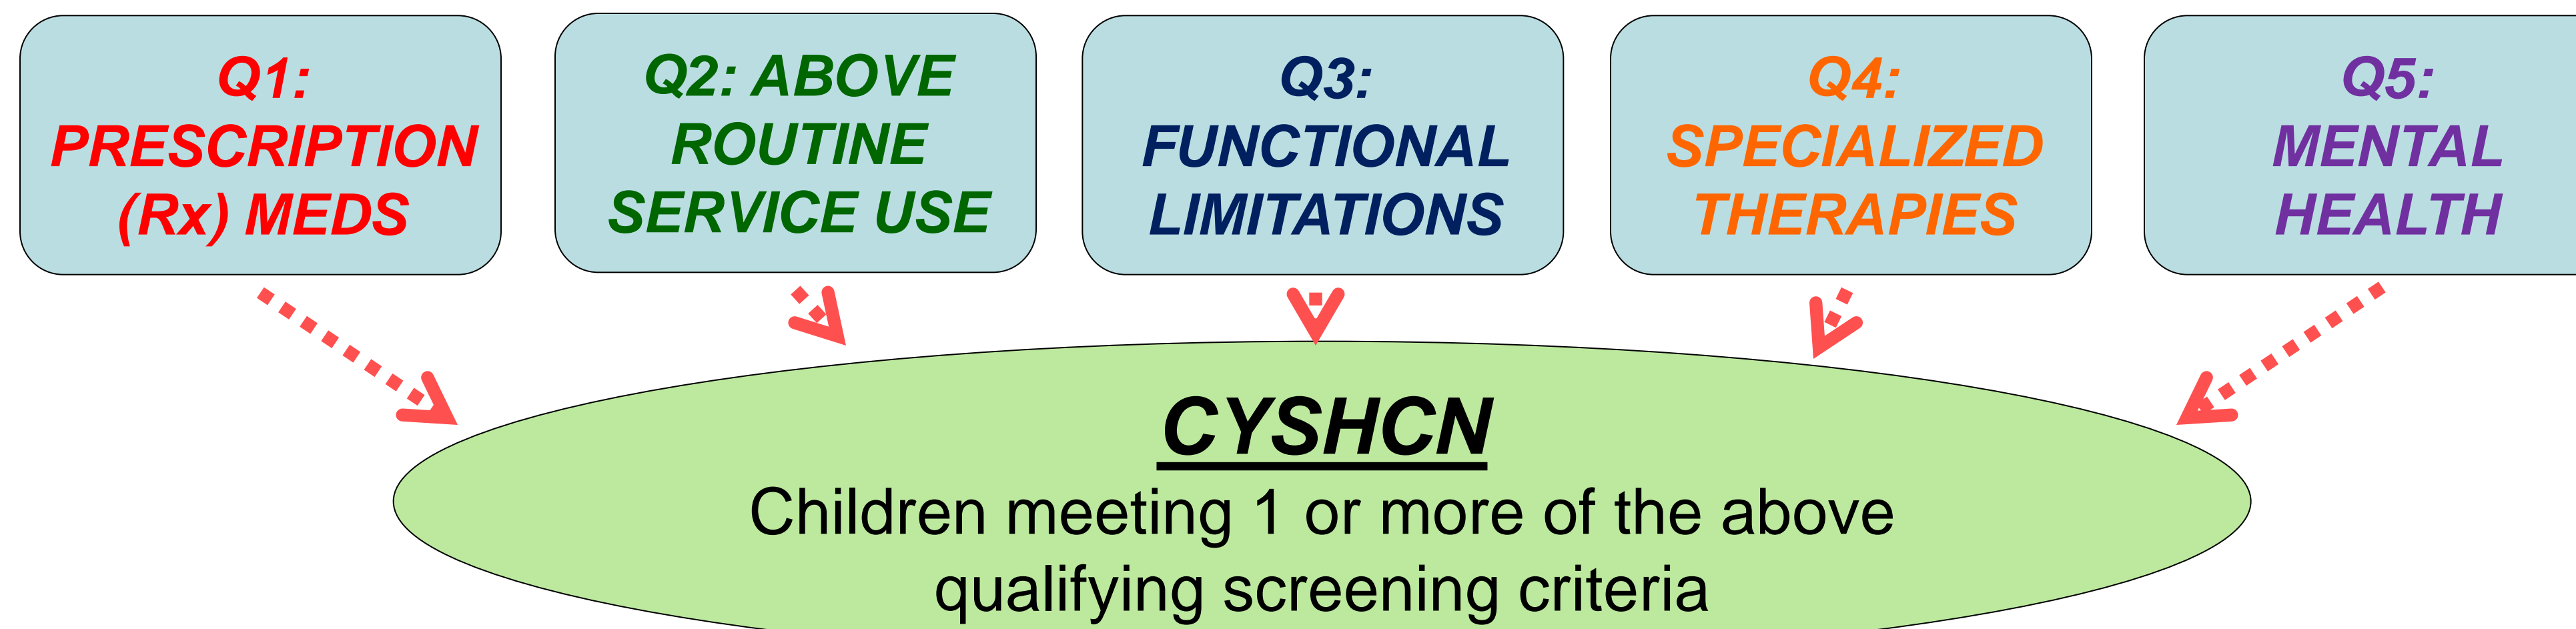 Q1:
PRESCRIPTION
(Rx) MEDS
Q2: ABOVE
ROUTINE
SERVICE USE
Q3:
FUNCTIONAL
LIMITATIONS
Q4:
SPECIALIZED
THERAPIES
Q5:
MENTAL
HEALTH
CYSHCN
Children meeting 1 or more of the above
qualifying screening criteria